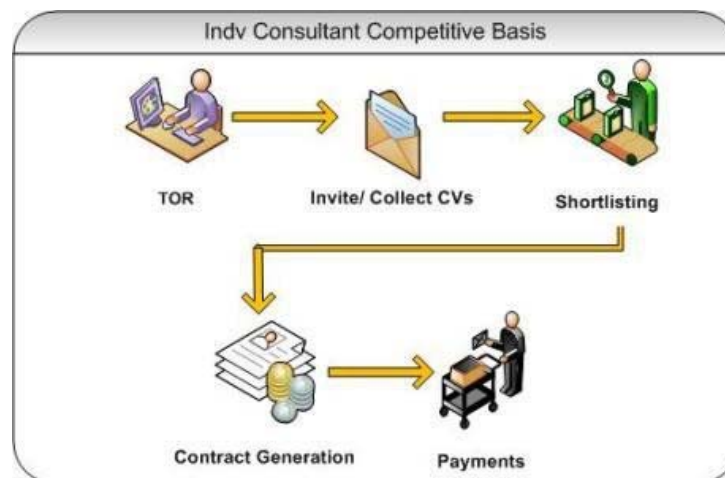 Indv Consultant Competitive Basis
TOR
Invite/ Collect CVs
Shortlisting
Contract Generation
Payments